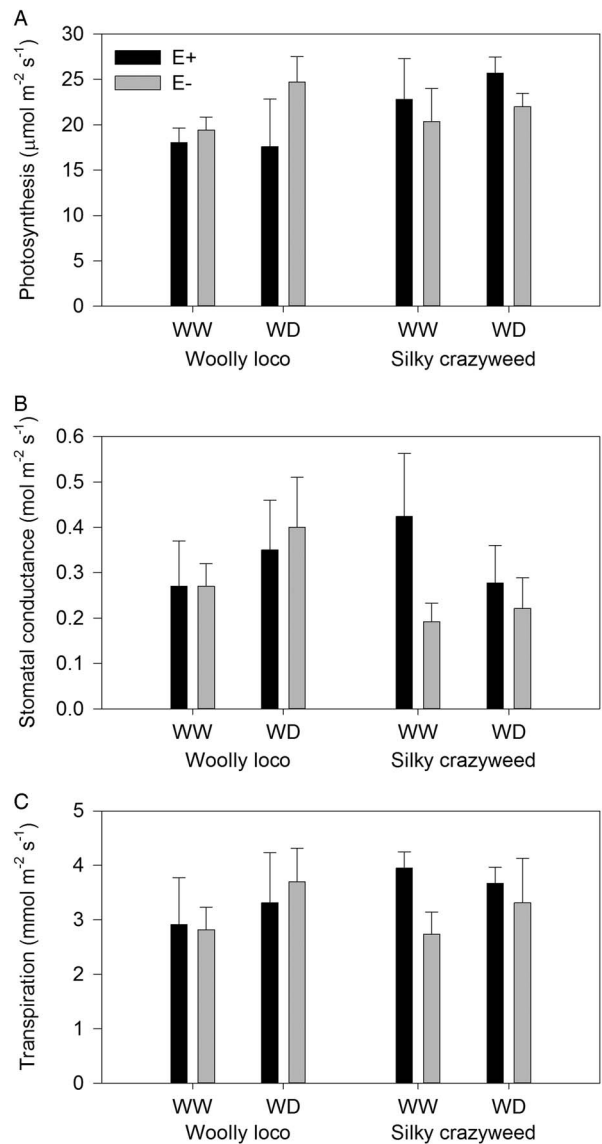 A
Photosynthesis (μmol m⁻² s⁻¹)
30
25
20
15
10
5
0
E+
E-
WW WD WW WD
Woolly loco Silky crazyweed
B
Stomatal conductance (mol m⁻² s⁻¹)
0.6
0.5
0.4
0.3
0.2
0.1
0.0
WW WD WW WD
Woolly loco Silky crazyweed
C
Transpiration (mmol m⁻² s⁻¹)
5
4
3
2
1
0
WW WD WW WD
Woolly loco Silky crazyweed